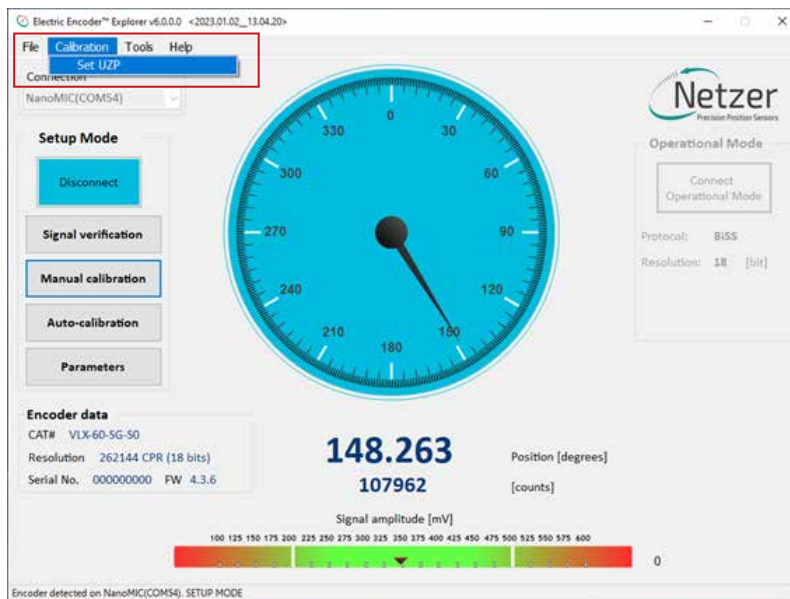 Electric Encoder™ Explorer v6.0.0.0 <2023.01.02__13.04.20>
File Calibration Tools Help
Set UZP
Connection
NanoMIC(COM54)
Setup Mode
Disconnect
Signal verification
Manual calibration
Auto-calibration
Parameters
Encoder data
CAT# VLX-60-SG-S0
Resolution 262144 CPR (18 bits)
Serial No. 000000000 FW 4.3.6
0
30
60
90
120
150
180
210
240
270
300
330
148.263 Position [degrees]
107962 [counts]
Signal amplitude [mV]
100 125 150 175 200 225 250 275 300 325 350 375 400 425 450 475 500 525 550 575 600
0
Netzer
Precision Position Sensors
Operational Mode
Connect
Operational Mode
Protocol: BiSS
Resolution: 18 [bit]
Encoder detected on NanoMIC(COM54). SETUP MODE